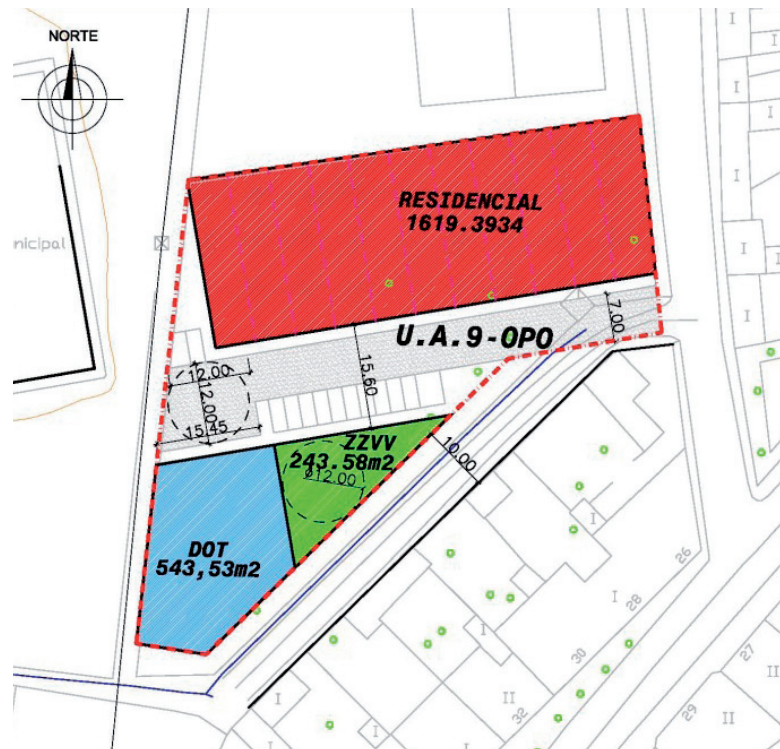 NORTE
I
I
I
I
I
I
RESIDENCIAL
1619.3934
nicipal
7.00
U.A.9-OPO
15.60
12.00
12.00
15.45
ZZVV
243.58m2
Ø12.00
10.00
DOT
543,53m2
I
26
I
28
I
30
27
II
32
29
II
I
I
I